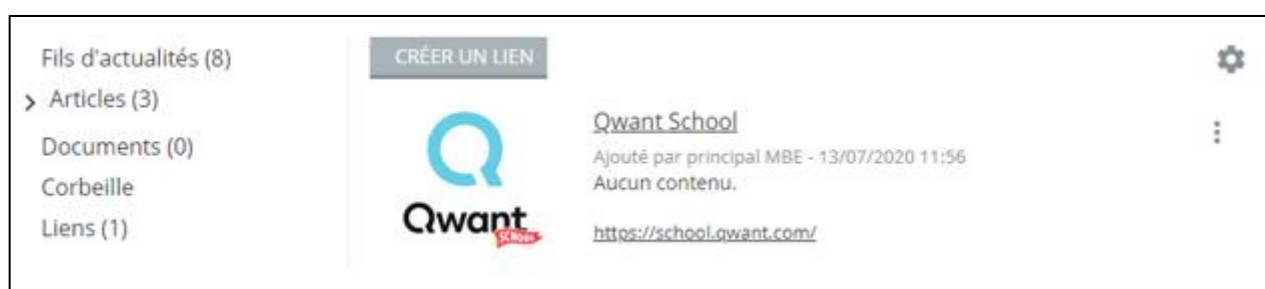 Fils d'actualités (8)
Articles (3)
Documents (0)
Corbeille
Liens (1)
CRÉER UN LIEN
Qwant
SCHOOL
Qwant School
Ajouté par principal MBE - 13/07/2020 11:56
Aucun contenu.
https://school.qwant.com/